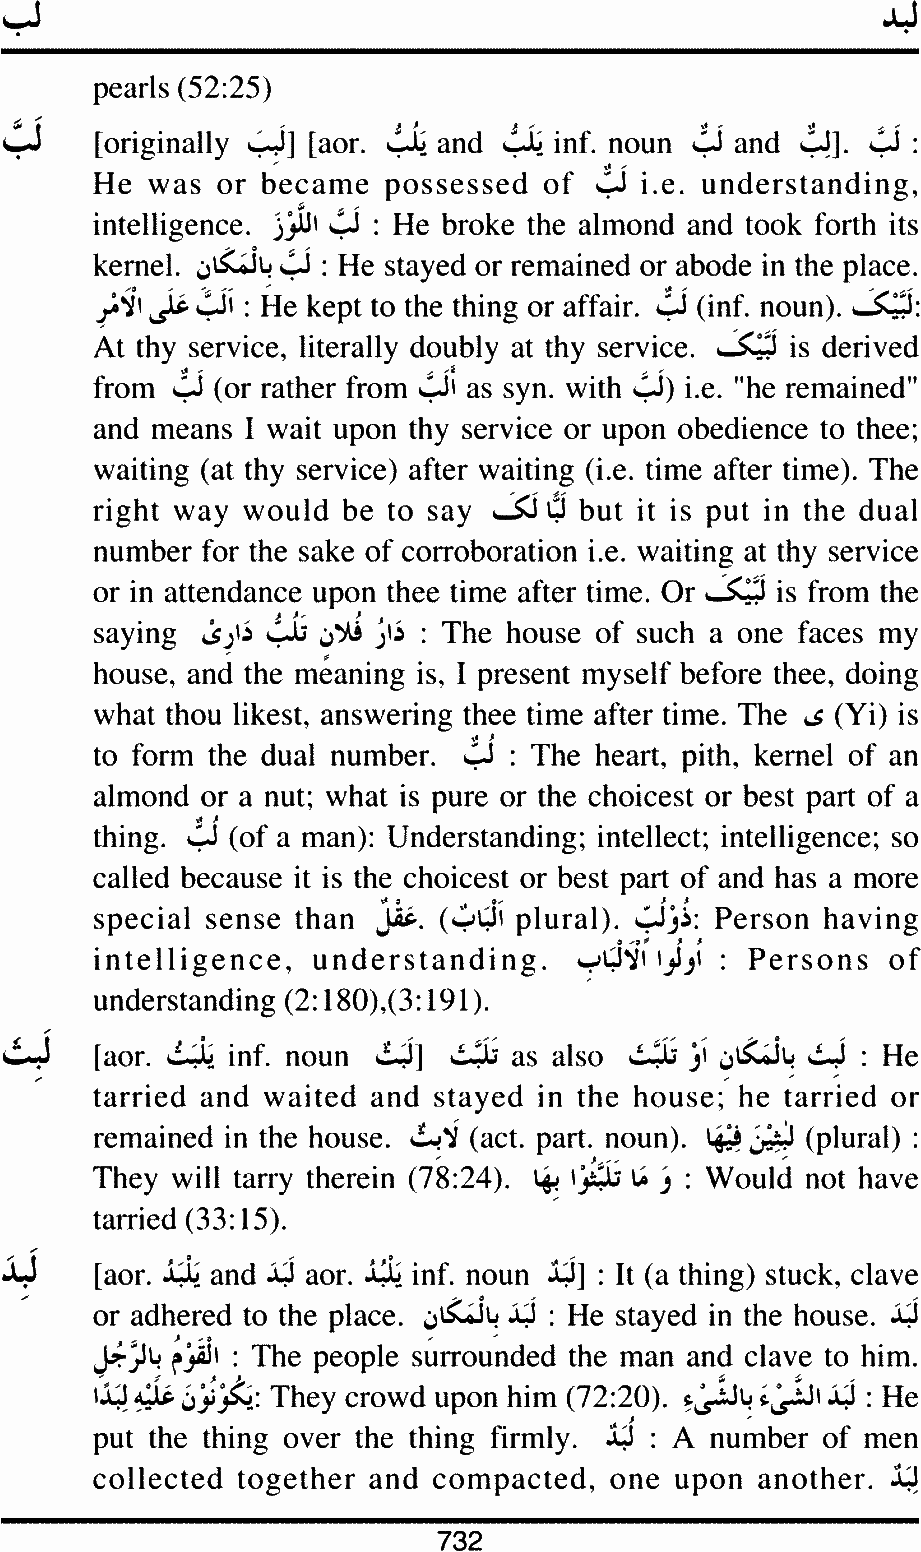 لب لبد
pearls (52:25)
لَبَّ [originally لَبِبَ] [aor. يَلُبُّ and يَلَبُّ inf. noun لَبٌّ and لِبٌّ]. لَبَّ :
He was or became possessed of لَبٌّ i.e. understanding,
intelligence. لَبَّ اللَّوْزَ : He broke the almond and took forth its
kernel. لَبَّ بِالْمَكَانِ : He stayed or remained or abode in the place.
اَلَبَّ عَلَى الْاَمْرِ : He kept to the thing or affair. لَبٌّ (inf. noun). لَبَّيْكَ:
At thy service, literally doubly at thy service. لَبَّيْكَ is derived
from لَبٌّ (or rather from أَلَبَّ as syn. with لَبَّ) i.e. "he remained"
and means I wait upon thy service or upon obedience to thee;
waiting (at thy service) after waiting (i.e. time after time). The
right way would be to say لَبًّا لَكَ but it is put in the dual
number for the sake of corroboration i.e. waiting at thy service
or in attendance upon thee time after time. Or لَبَّيْكَ is from the
saying دَارُ فُلَانٍ تَلُبُّ دَارِىْ : The house of such a one faces my
house, and the meaning is, I present myself before thee, doing
what thou likest, answering thee time after time. The ى (Yi) is
to form the dual number. لُبٌّ : The heart, pith, kernel of an
almond or a nut; what is pure or the choicest or best part of a
thing. لُبٌّ (of a man): Understanding; intellect; intelligence; so
called because it is the choicest or best part of and has a more
special sense than عَقْلٌ. (اَلْبَابٌ plural). ذُوْلُبٍّ: Person having
intelligence, understanding. اُولُوا اْلَاَلْبَابِ : Persons of
understanding (2:180),(3:191).
لَبِثَ [aor. يَلْبَثُ inf. noun لَبَثٌ] تَلَبَّثَ as also لَبِثَ بِالْمَكَانِ اَوْ تَلَبَّثَ : He
tarried and waited and stayed in the house; he tarried or
remained in the house. لَابِثٌ (act. part. noun). لٰبِثِيْنَ فِيْهَا (plural) :
They will tarry therein (78:24). وَ مَا تَلَبَّثُوْا بِهَا : Would not have
tarried (33:15).
لَبِدَ [aor. يَلْبَدُ and لَبَدَ aor. يَلْبُدُ inf. noun لَبَدٌ] : It (a thing) stuck, clave
or adhered to the place. لَبَدَ بِالْمَكَانِ : He stayed in the house. لَبَدَ
الْقَوْمُ بِالرَّجُلِ : The people surrounded the man and clave to him.
يَكُوْنُوْنَ عَلَيْهِ لِبَدًا: They crowd upon him (72:20). لَبَدَ الشَّيْءَ بِالشَّيْءِ : He
put the thing over the thing firmly. لُبَدٌ : A number of men
collected together and compacted, one upon another. لِبَدٌ
732